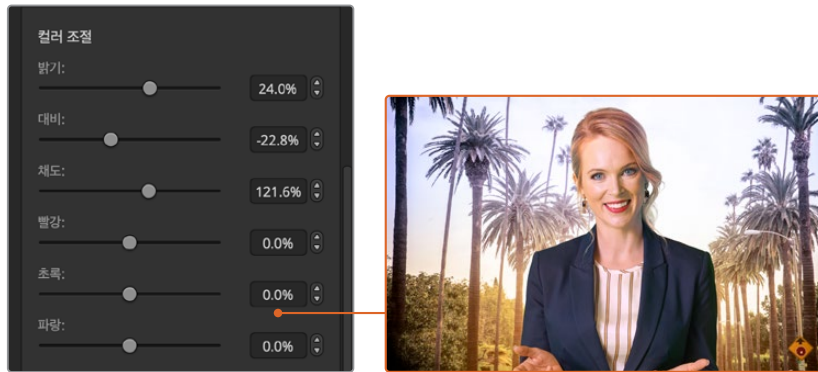 컬러 조절
밝기:
24.0%
대비:
-22.8%
채도:
121.6%
빨강:
0.0%
초록:
0.0%
파랑:
0.0%